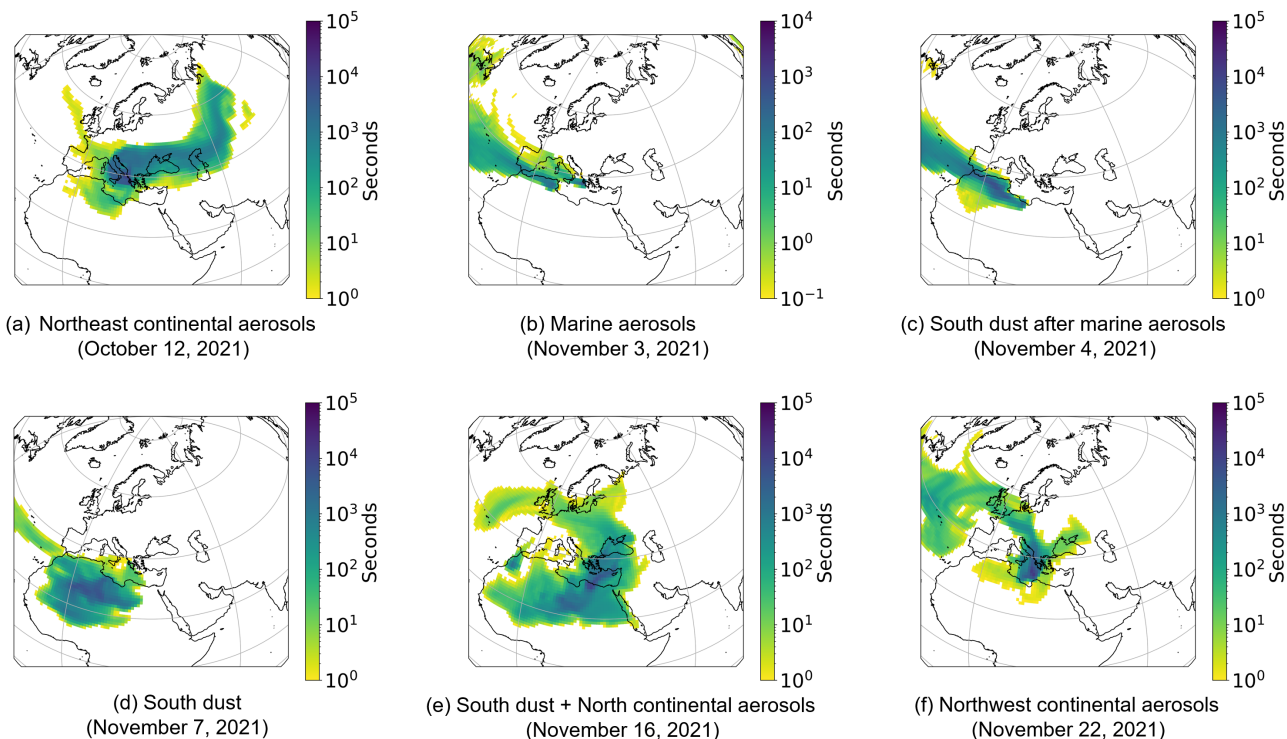 10^5
10^4
10^3
10^2
10^1
10^0
Seconds
(a) Northeast continental aerosols
(October 12, 2021)
10^4
10^3
10^2
10^1
10^0
10^-1
Seconds
(b) Marine aerosols
(November 3, 2021)
10^5
10^4
10^3
10^2
10^1
10^0
Seconds
(c) South dust after marine aerosols
(November 4, 2021)
10^5
10^4
10^3
10^2
10^1
10^0
Seconds
(d) South dust
(November 7, 2021)
10^5
10^4
10^3
10^2
10^1
10^0
Seconds
(e) South dust + North continental aerosols
(November 16, 2021)
10^5
10^4
10^3
10^2
10^1
10^0
Seconds
(f) Northwest continental aerosols
(November 22, 2021)